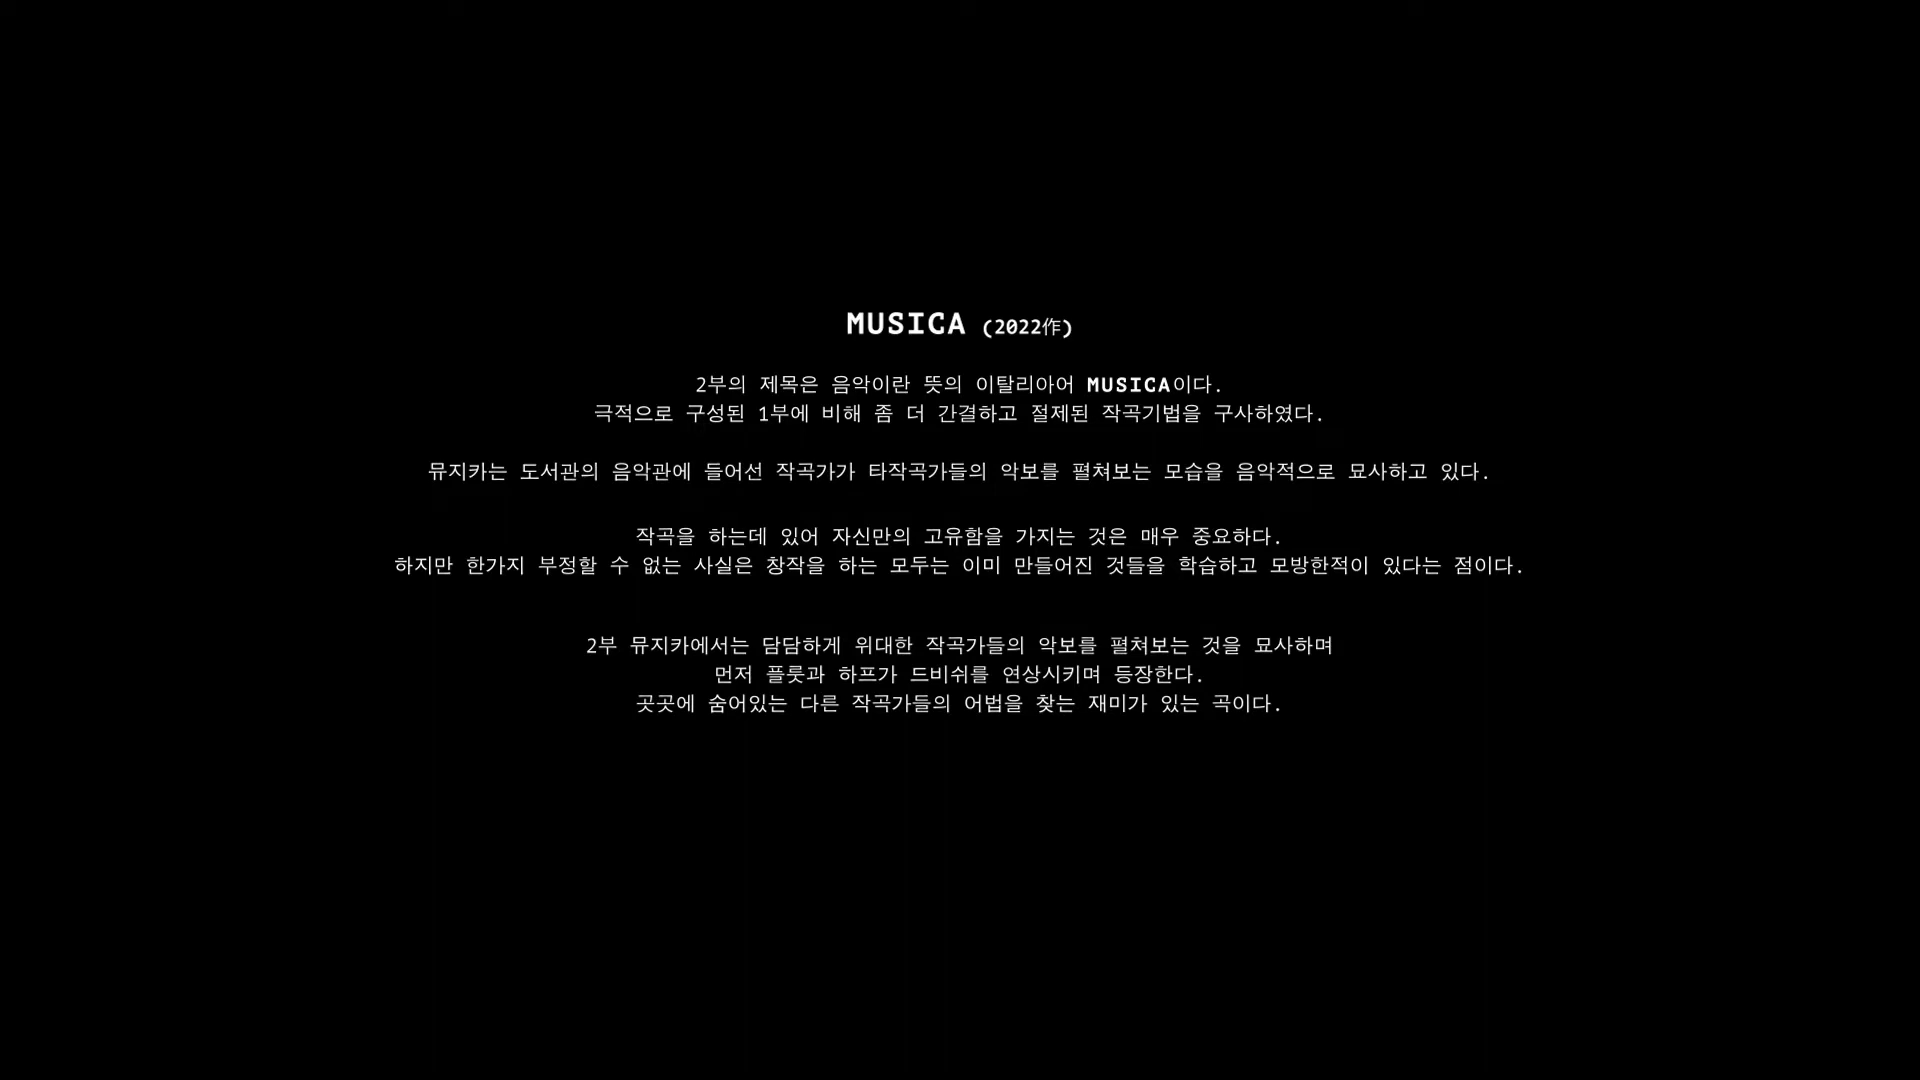 MUSICA (2022作)
2부의 제목은 음악이란 뜻의 이탈리아어 MUSICA이다.
극적으로 구성된 1부에 비해 좀 더 간결하고 절제된 작곡기법을 구사하였다.
뮤지카는 도서관의 음악관에 들어선 작곡가가 타작곡가들의 악보를 펼쳐보는 모습을 음악적으로 묘사하고 있다.
작곡을 하는데 있어 자신만의 고유함을 가지는 것은 매우 중요하다.
하지만 한가지 부정할 수 없는 사실은 창작을 하는 모두는 이미 만들어진 것들을 학습하고 모방한적이 있다는 점이다.
2부 뮤지카에서는 담담하게 위대한 작곡가들의 악보를 펼쳐보는 것을 묘사하며
먼저 플룻과 하프가 드비쉬를 연상시키며 등장한다.
곳곳에 숨어있는 다른 작곡가들의 어법을 찾는 재미가 있는 곡이다.